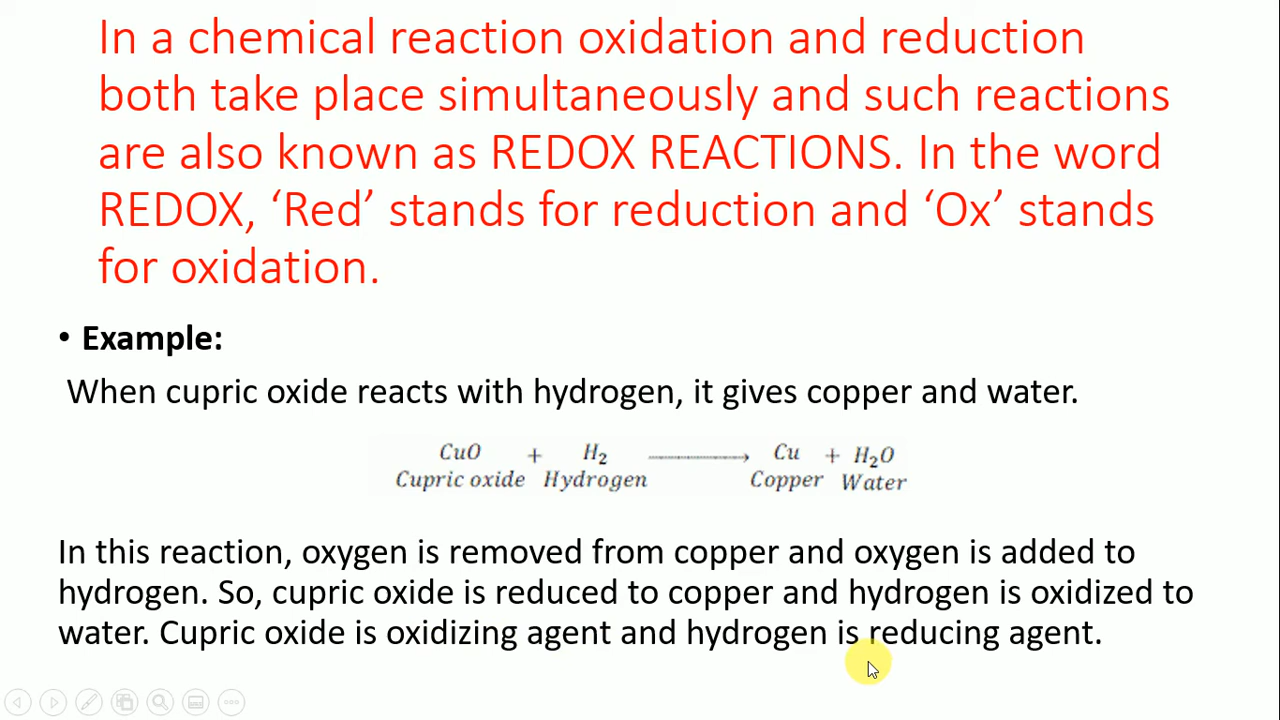 In a chemical reaction oxidation and reduction
both take place simultaneously and such reactions
are also known as REDOX REACTIONS. In the word
REDOX, ‘Red’ stands for reduction and ‘Ox’ stands
for oxidation.
• Example:
When cupric oxide reacts with hydrogen, it gives copper and water.
CuO + H₂ ⟶ Cu + H₂O
Cupric oxide Hydrogen Copper Water
In this reaction, oxygen is removed from copper and oxygen is added to
hydrogen. So, cupric oxide is reduced to copper and hydrogen is oxidized to
water. Cupric oxide is oxidizing agent and hydrogen is reducing agent.